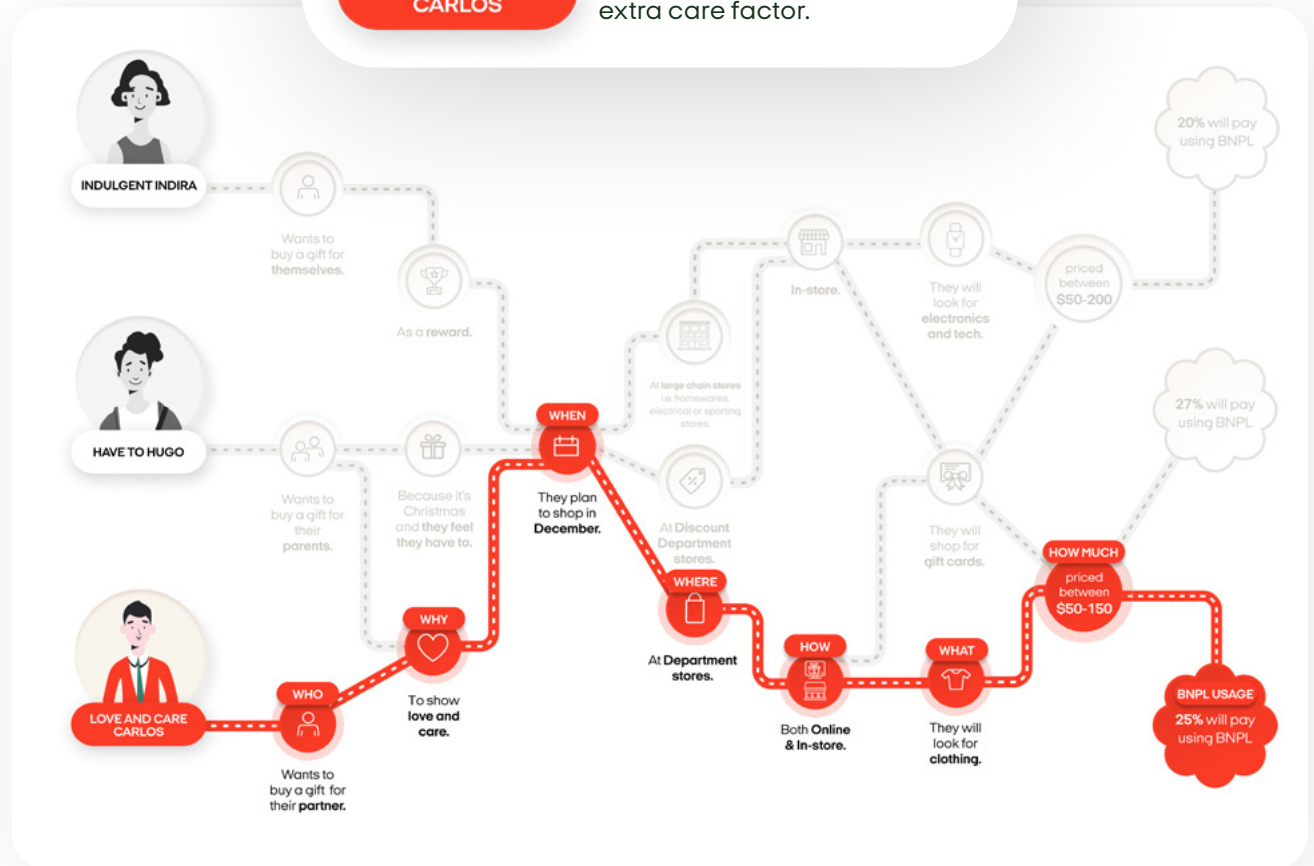 CARLOS
extra care factor.
INDULGENT INDIRA
Wants to
buy a gift for
themselves.
As a reward.
HAVE TO HUGO
Wants to
buy a gift for
their
parents.
Because it's
Christmas
and they feel
they have to.
LOVE AND CARE
CARLOS
WHO
Wants to
buy a gift for
their partner.
WHY
To show
love and
care.
WHEN
They plan
to shop in
December.
At large chain stores
i.e. homewares,
electrical or sporting
stores.
At Discount
Department
stores.
WHERE
At Department
stores.
In-store.
HOW
Both Online
& In-store.
They will
look for
electronics
and tech.
They will
shop for
gift cards.
WHAT
They will
look for
clothing.
priced
between
$50-200
HOW MUCH
priced
between
$50-150
20% will pay
using BNPL
27% will pay
using BNPL
BNPL USAGE
25% will pay
using BNPL